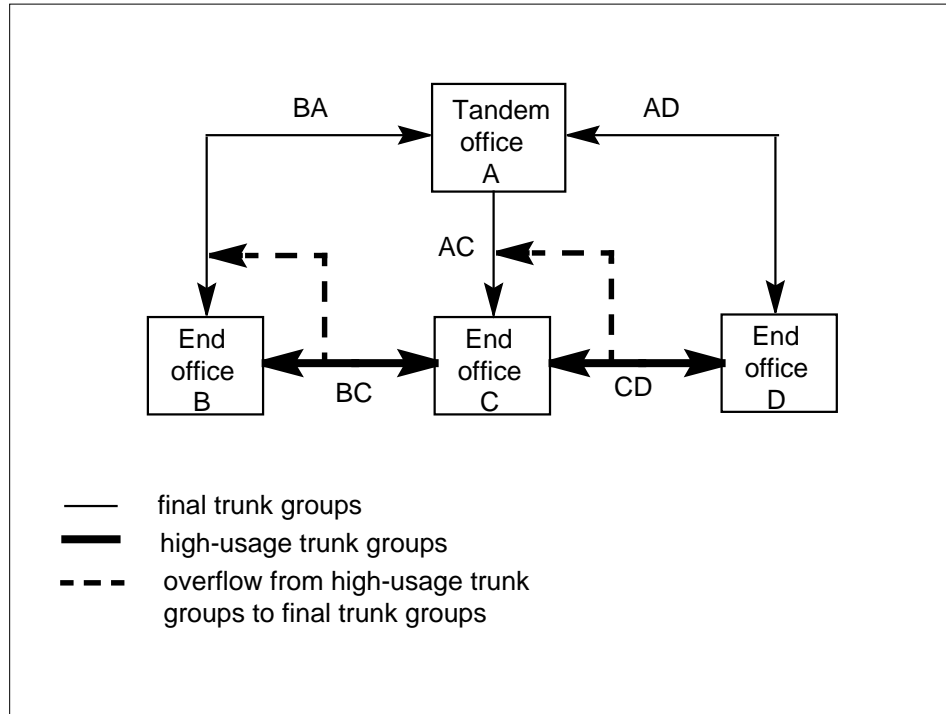 BA
Tandem
office
A
AD
AC
End
office
B
BC
End
office
C
CD
End
office
D
final trunk groups
high-usage trunk groups
overflow from high-usage trunk
groups to final trunk groups